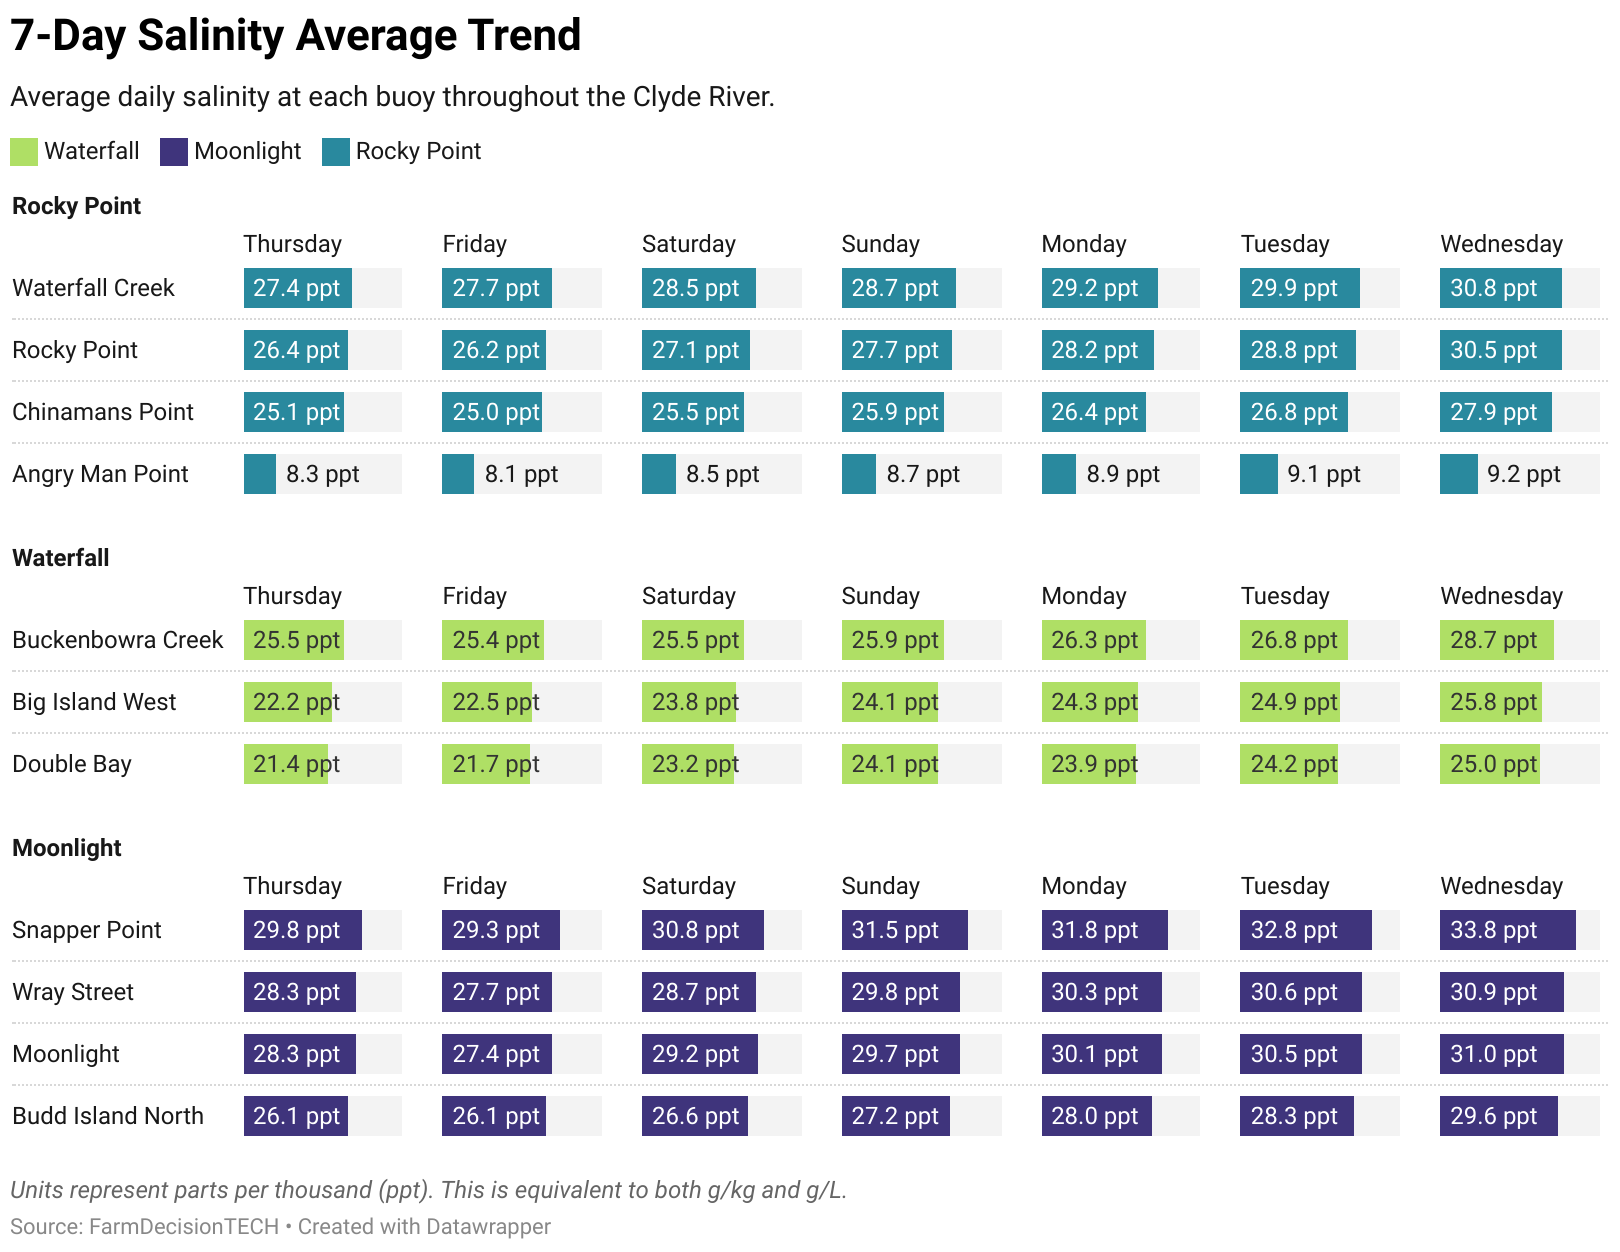 7-Day Salinity Average Trend
Average daily salinity at each buoy throughout the Clyde River.
Waterfall Moonlight Rocky Point
Rocky Point
Thursday Friday Saturday Sunday Monday Tuesday Wednesday
Waterfall Creek 27.4 ppt 27.7 ppt 28.5 ppt 28.7 ppt 29.2 ppt 29.9 ppt 30.8 ppt
Rocky Point 26.4 ppt 26.2 ppt 27.1 ppt 27.7 ppt 28.2 ppt 28.8 ppt 30.5 ppt
Chinamans Point 25.1 ppt 25.0 ppt 25.5 ppt 25.9 ppt 26.4 ppt 26.8 ppt 27.9 ppt
Angry Man Point 8.3 ppt 8.1 ppt 8.5 ppt 8.7 ppt 8.9 ppt 9.1 ppt 9.2 ppt
Waterfall
Thursday Friday Saturday Sunday Monday Tuesday Wednesday
Buckenbowra Creek 25.5 ppt 25.4 ppt 25.5 ppt 25.9 ppt 26.3 ppt 26.8 ppt 28.7 ppt
Big Island West 22.2 ppt 22.5 ppt 23.8 ppt 24.1 ppt 24.3 ppt 24.9 ppt 25.8 ppt
Double Bay 21.4 ppt 21.7 ppt 23.2 ppt 24.1 ppt 23.9 ppt 24.2 ppt 25.0 ppt
Moonlight
Thursday Friday Saturday Sunday Monday Tuesday Wednesday
Snapper Point 29.8 ppt 29.3 ppt 30.8 ppt 31.5 ppt 31.8 ppt 32.8 ppt 33.8 ppt
Wray Street 28.3 ppt 27.7 ppt 28.7 ppt 29.8 ppt 30.3 ppt 30.6 ppt 30.9 ppt
Moonlight 28.3 ppt 27.4 ppt 29.2 ppt 29.7 ppt 30.1 ppt 30.5 ppt 31.0 ppt
Budd Island North 26.1 ppt 26.1 ppt 26.6 ppt 27.2 ppt 28.0 ppt 28.3 ppt 29.6 ppt
Units represent parts per thousand (ppt). This is equivalent to both g/kg and g/L.
Source: FarmDecisionTECH • Created with Datawrapper